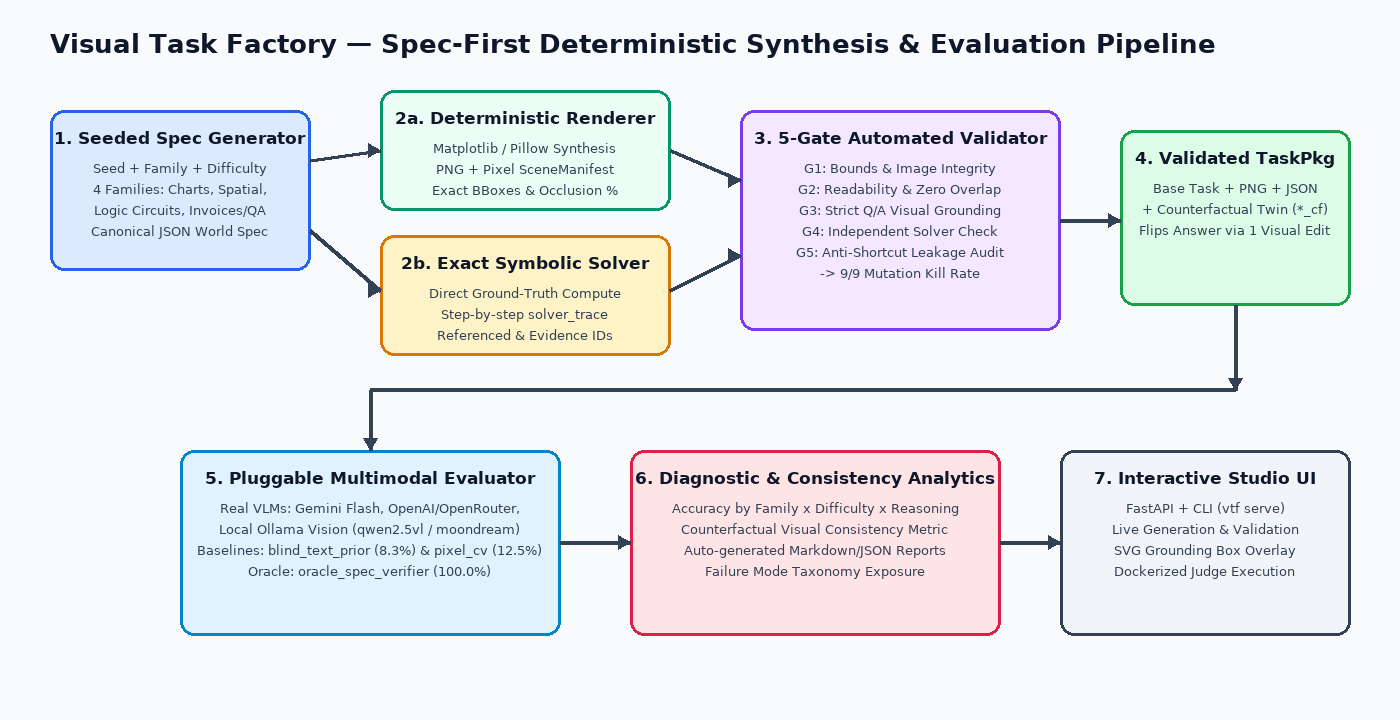 Visual Task Factory — Spec-First Deterministic Synthesis & Evaluation Pipeline
1. Seeded Spec Generator
Seed + Family + Difficulty
4 Families: Charts, Spatial,
Logic Circuits, Invoices/QA
Canonical JSON World Spec
2a. Deterministic Renderer
Matplotlib / Pillow Synthesis
PNG + Pixel SceneManifest
Exact BBoxes & Occlusion %
2b. Exact Symbolic Solver
Direct Ground-Truth Compute
Step-by-step solver_trace
Referenced & Evidence IDs
3. 5-Gate Automated Validator
G1: Bounds & Image Integrity
G2: Readability & Zero Overlap
G3: Strict Q/A Visual Grounding
G4: Independent Solver Check
G5: Anti-Shortcut Leakage Audit
-> 9/9 Mutation Kill Rate
4. Validated TaskPkg
Base Task + PNG + JSON
+ Counterfactual Twin (*_cf)
Flips Answer via 1 Visual Edit
5. Pluggable Multimodal Evaluator
Real VLMs: Gemini Flash, OpenAI/OpenRouter,
Local Ollama Vision (qwen2.5vl / moondream)
Baselines: blind_text_prior (8.3%) & pixel_cv (12.5%)
Oracle: oracle_spec_verifier (100.0%)
6. Diagnostic & Consistency Analytics
Accuracy by Family x Difficulty x Reasoning
Counterfactual Visual Consistency Metric
Auto-generated Markdown/JSON Reports
Failure Mode Taxonomy Exposure
7. Interactive Studio UI
FastAPI + CLI (vtf serve)
Live Generation & Validation
SVG Grounding Box Overlay
Dockerized Judge Execution